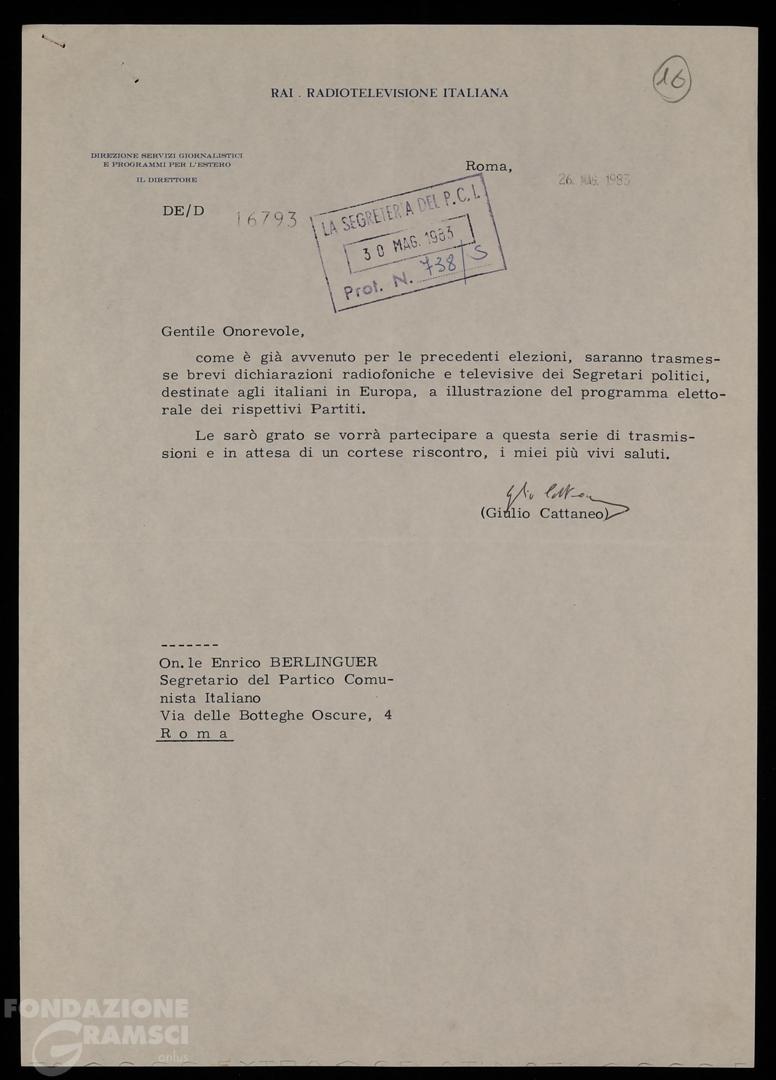 16
RAI . RADIOTELEVISIONE ITALIANA
DIREZIONE SERVIZI GIORNALISTICI
E PROGRAMMI PER L'ESTERO
IL DIRETTORE
Roma,
26. MAG. 1983
DE/D 16793
LA SEGRETERIA DEL P.C.I.
30 MAG. 1983
Prot. N. 738/S
Gentile Onorevole,
come è già avvenuto per le precedenti elezioni, saranno trasmes-
se brevi dichiarazioni radiofoniche e televisive dei Segretari politici,
destinate agli italiani in Europa, a illustrazione del programma eletto-
rale dei rispettivi Partiti.
Le sarò grato se vorrà partecipare a questa serie di trasmis-
sioni e in attesa di un cortese riscontro, i miei più vivi saluti.
(Giulio Cattaneo)
-------
On.le Enrico BERLINGUER
Segretario del Partico Comu-
nista Italiano
Via delle Botteghe Oscure, 4
R o m a
FONDAZIONE
GRAMSCI
onlus